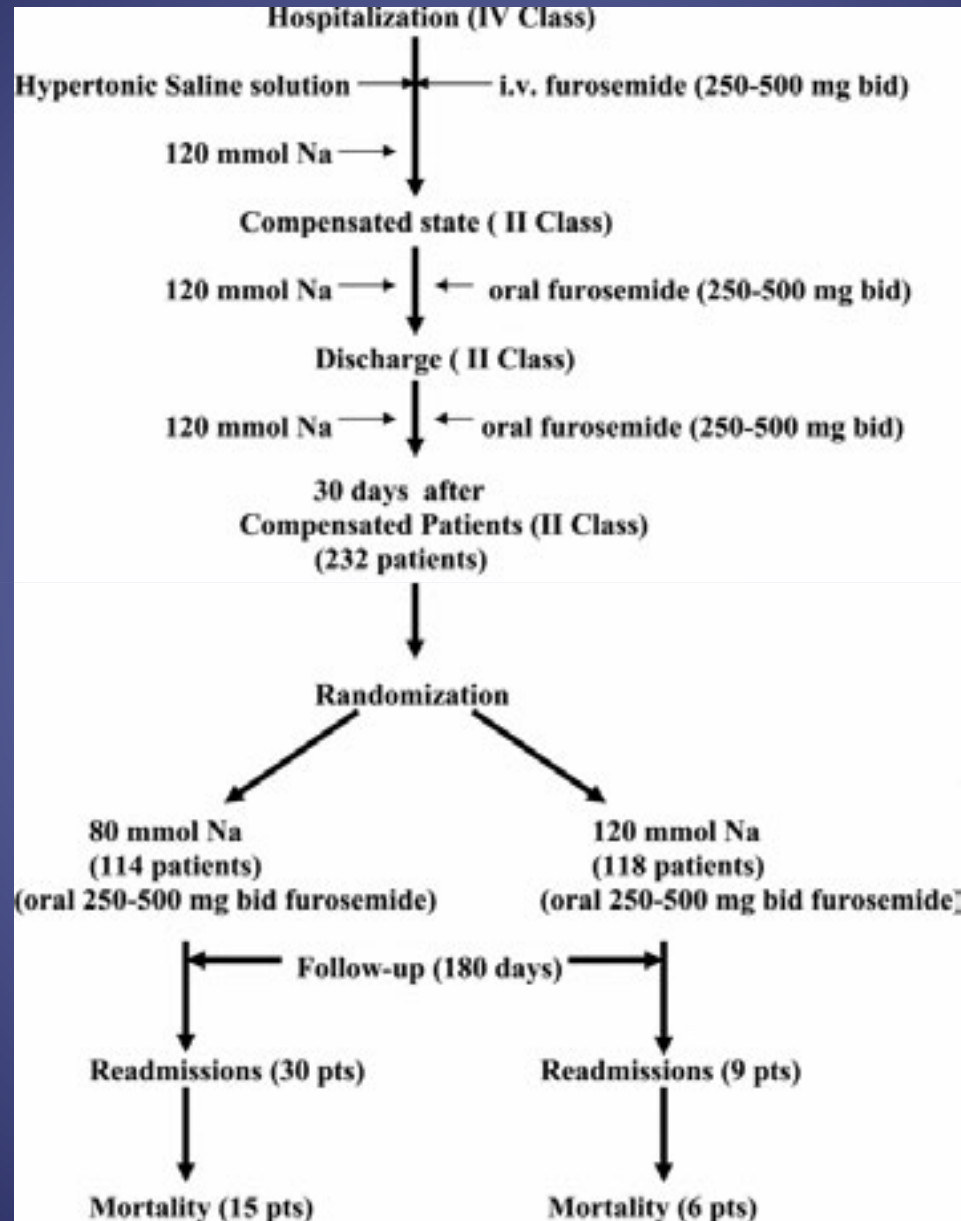 Hospitalization (IV Class)
Hypertonic Saline solution i.v. furosemide (250-500 mg bid)
120 mmol Na
Compensated state ( II Class)
120 mmol Na oral furosemide (250-500 mg bid)
Discharge ( II Class)
120 mmol Na oral furosemide (250-500 mg bid)
30 days after
Compensated Patients (II Class)
(232 patients)
Randomization
80 mmol Na
(114 patients)
(oral 250-500 mg bid furosemide)
120 mmol Na
(118 patients)
(oral 250-500 mg bid furosemide)
Follow-up (180 days)
Readmissions (30 pts) Readmissions (9 pts)
Mortality (15 pts) Mortality (6 pts)